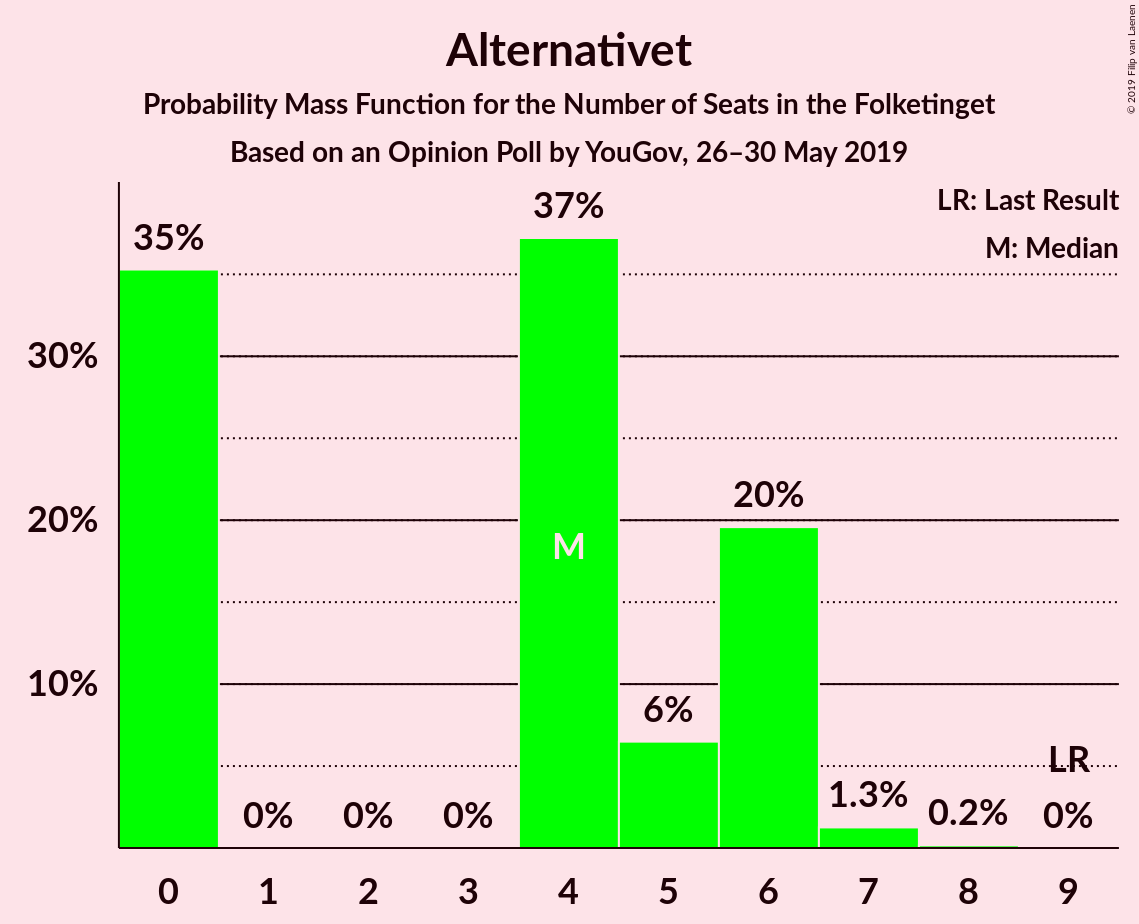 Alternativet
Probability Mass Function for the Number of Seats in the Folketinget
Based on an Opinion Poll by YouGov, 26–30 May 2019
© 2019 Filip van Laenen
LR: Last Result
M: Median
35%
0%
0%
0%
37%
M
6%
20%
1.3%
0.2%
LR
0%
30%
20%
10%
0 1 2 3 4 5 6 7 8 9